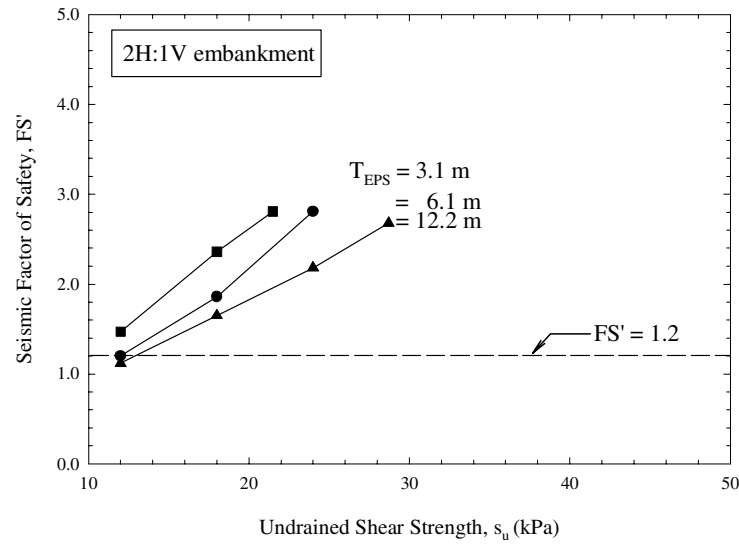 5.0
2H:1V embankment
4.0
T_EPS = 3.1 m
= 6.1 m
= 12.2 m
3.0
2.0
FS' = 1.2
1.0
0.0
10 20 30 40 50
Seismic Factor of Safety, FS'
Undrained Shear Strength, s_u (kPa)